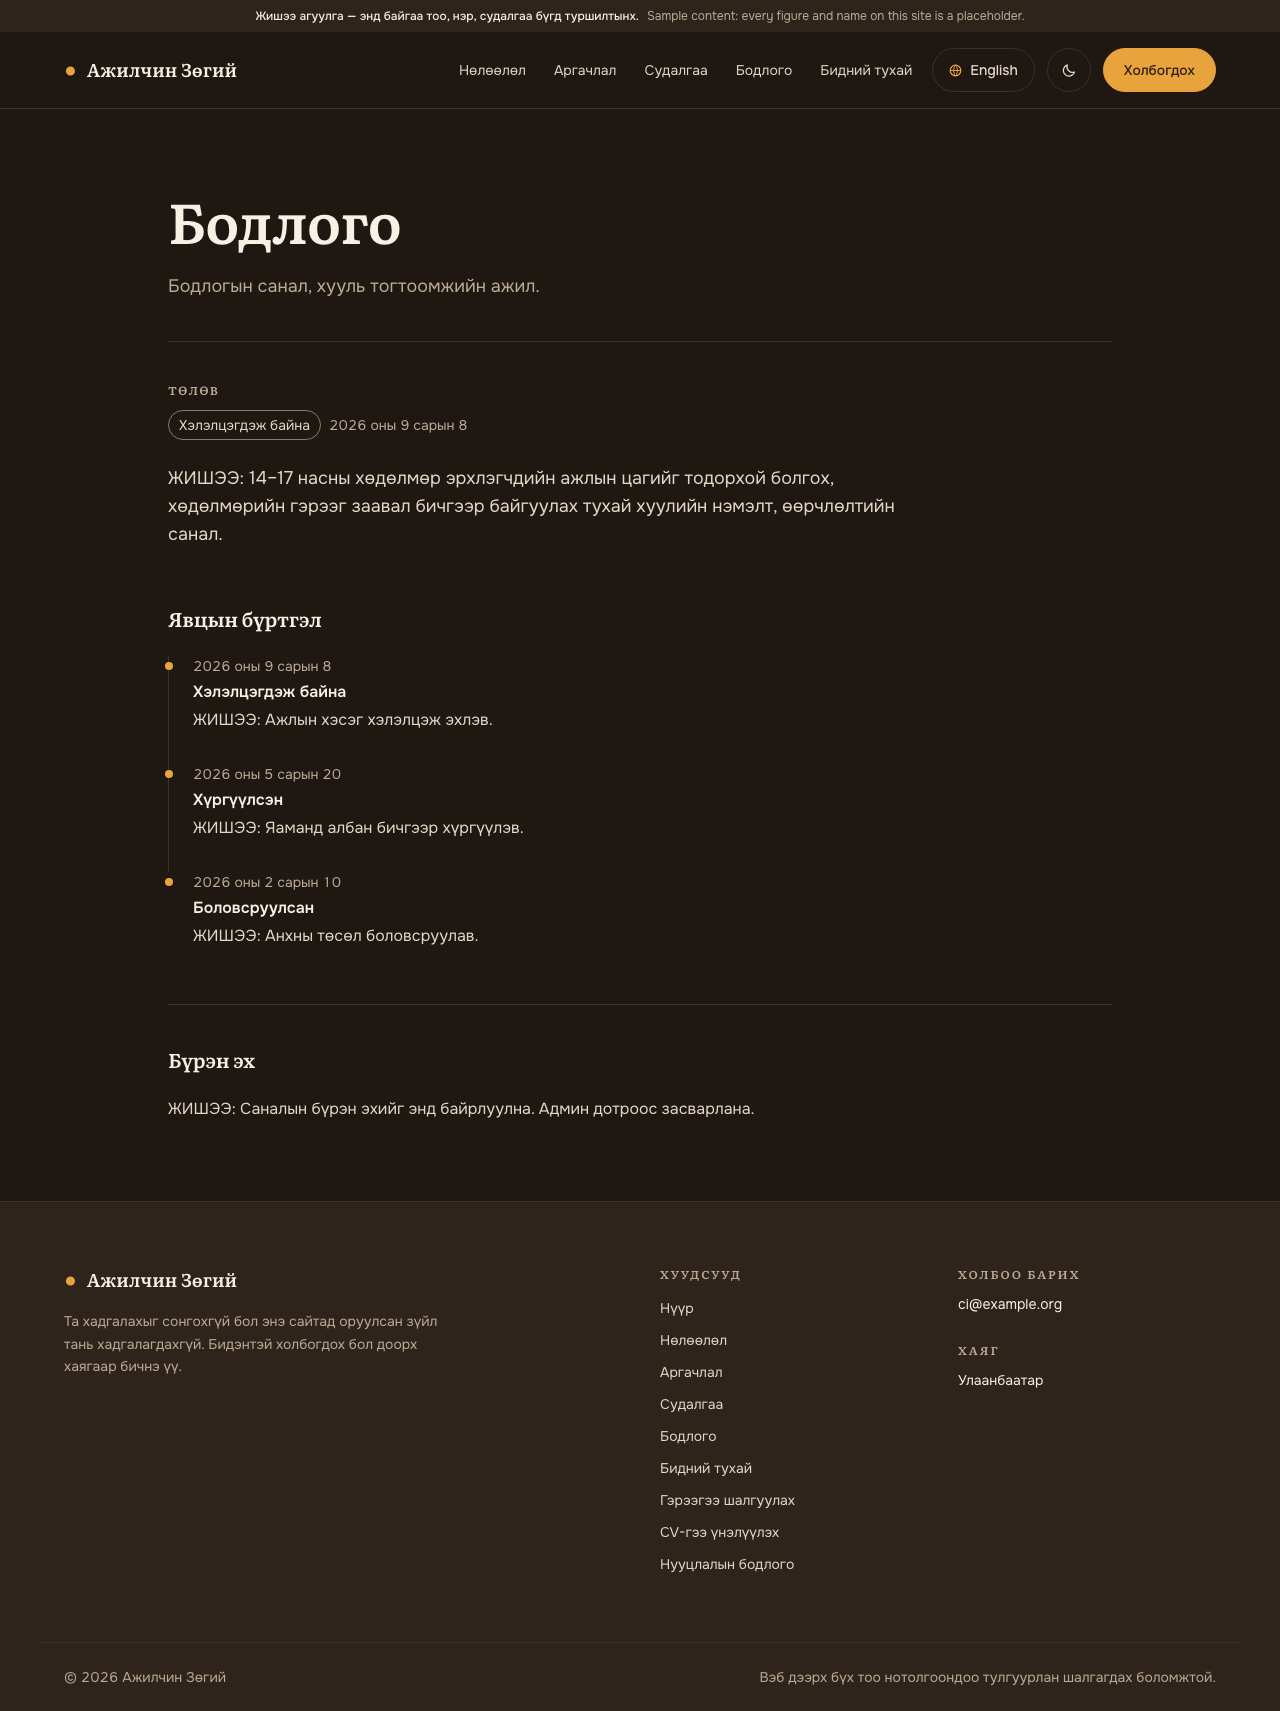 Жишээ агуулга — энд байгаа тоо, нэр, судалгаа бүгд туршилтынх. Sample content: every figure and name on this site is a placeholder.
Ажилчин Зөгий
Нөлөөлөл Аргачлал Судалгаа Бодлого Бидний тухай English Холбогдох
Бодлого
Бодлогын санал, хууль тогтоомжийн ажил.
ТӨЛӨВ
Хэлэлцэгдэж байна 2026 оны 9 сарын 8
ЖИШЭЭ: 14–17 насны хөдөлмөр эрхлэгчдийн ажлын цагийг тодорхой болгох,
хөдөлмөрийн гэрээг заавал бичгээр байгуулах тухай хуулийн нэмэлт, өөрчлөлтийн
санал.
Явцын бүртгэл
2026 оны 9 сарын 8
Хэлэлцэгдэж байна
ЖИШЭЭ: Ажлын хэсэг хэлэлцэж эхлэв.
2026 оны 5 сарын 20
Хүргүүлсэн
ЖИШЭЭ: Яаманд албан бичгээр хүргүүлэв.
2026 оны 2 сарын 10
Боловсруулсан
ЖИШЭЭ: Анхны төсөл боловсруулав.
Бүрэн эх
ЖИШЭЭ: Саналын бүрэн эхийг энд байрлуулна. Админ дотроос засварлана.
Ажилчин Зөгий
Та хадгалахыг сонгохгүй бол энэ сайтад оруулсан зүйл
тань хадгалагдахгүй. Бидэнтэй холбогдох бол доорх
хаягаар бичнэ үү.
ХУУДСУУД
Нүүр
Нөлөөлөл
Аргачлал
Судалгаа
Бодлого
Бидний тухай
Гэрээгээ шалгуулах
CV-гээ үнэлүүлэх
Нууцлалын бодлого
ХОЛБОО БАРИХ
ci@example.org
ХАЯГ
Улаанбаатар
© 2026 Ажилчин Зөгий
Вэб дээрх бүх тоо нотолгоондоо тулгуурлан шалгагдах боломжтой.